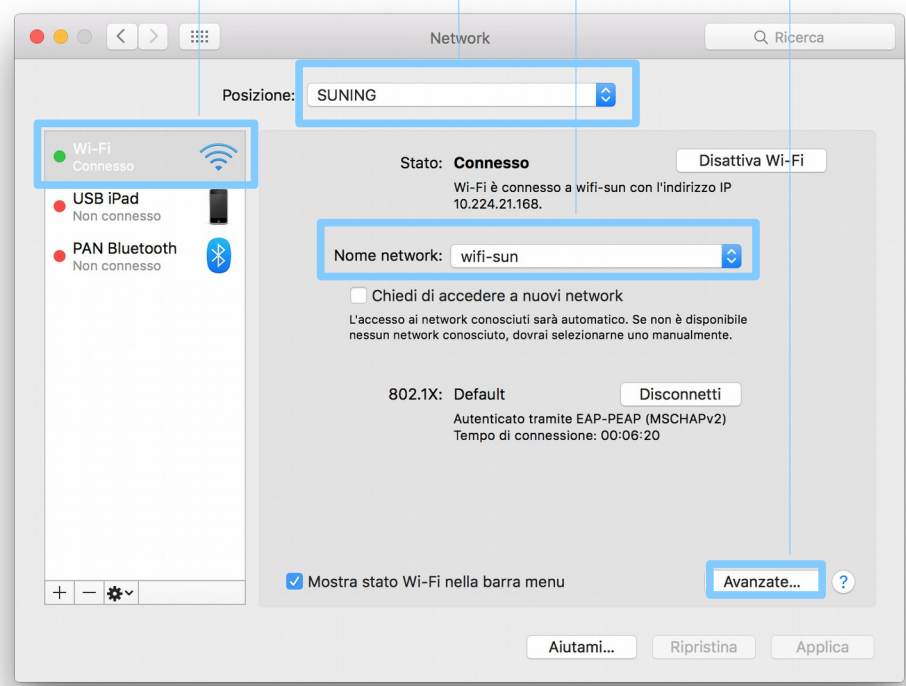 Network
Ricerca
Posizione: SUNING
Wi-Fi
Connesso
USB iPad
Non connesso
PAN Bluetooth
Non connesso
Stato: Connesso
Disattiva Wi-Fi
Wi-Fi è connesso a wifi-sun con l'indirizzo IP
10.224.21.168.
Nome network: wifi-sun
Chiedi di accedere a nuovi network
L'accesso ai network conosciuti sarà automatico. Se non è disponibile
nessun network conosciuto, dovrai selezionarne uno manualmente.
802.1X: Default
Disconnetti
Autenticato tramite EAP-PEAP (MSCHAPv2)
Tempo di connessione: 00:06:20
Mostra stato Wi-Fi nella barra menu
Avanzate...
?
Aiutami...
Ripristina
Applica